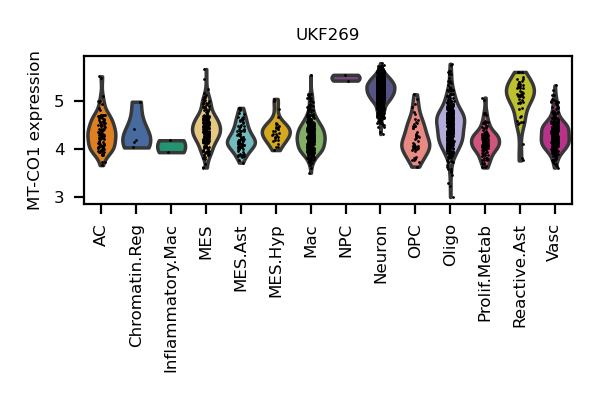 UKF269
MT-CO1 expression
5
4
3
AC
Chromatin.Reg
Inflammatory.Mac
MES
MES.Ast
MES.Hyp
Mac
NPC
Neuron
OPC
Oligo
Prolif.Metab
Reactive.Ast
Vasc